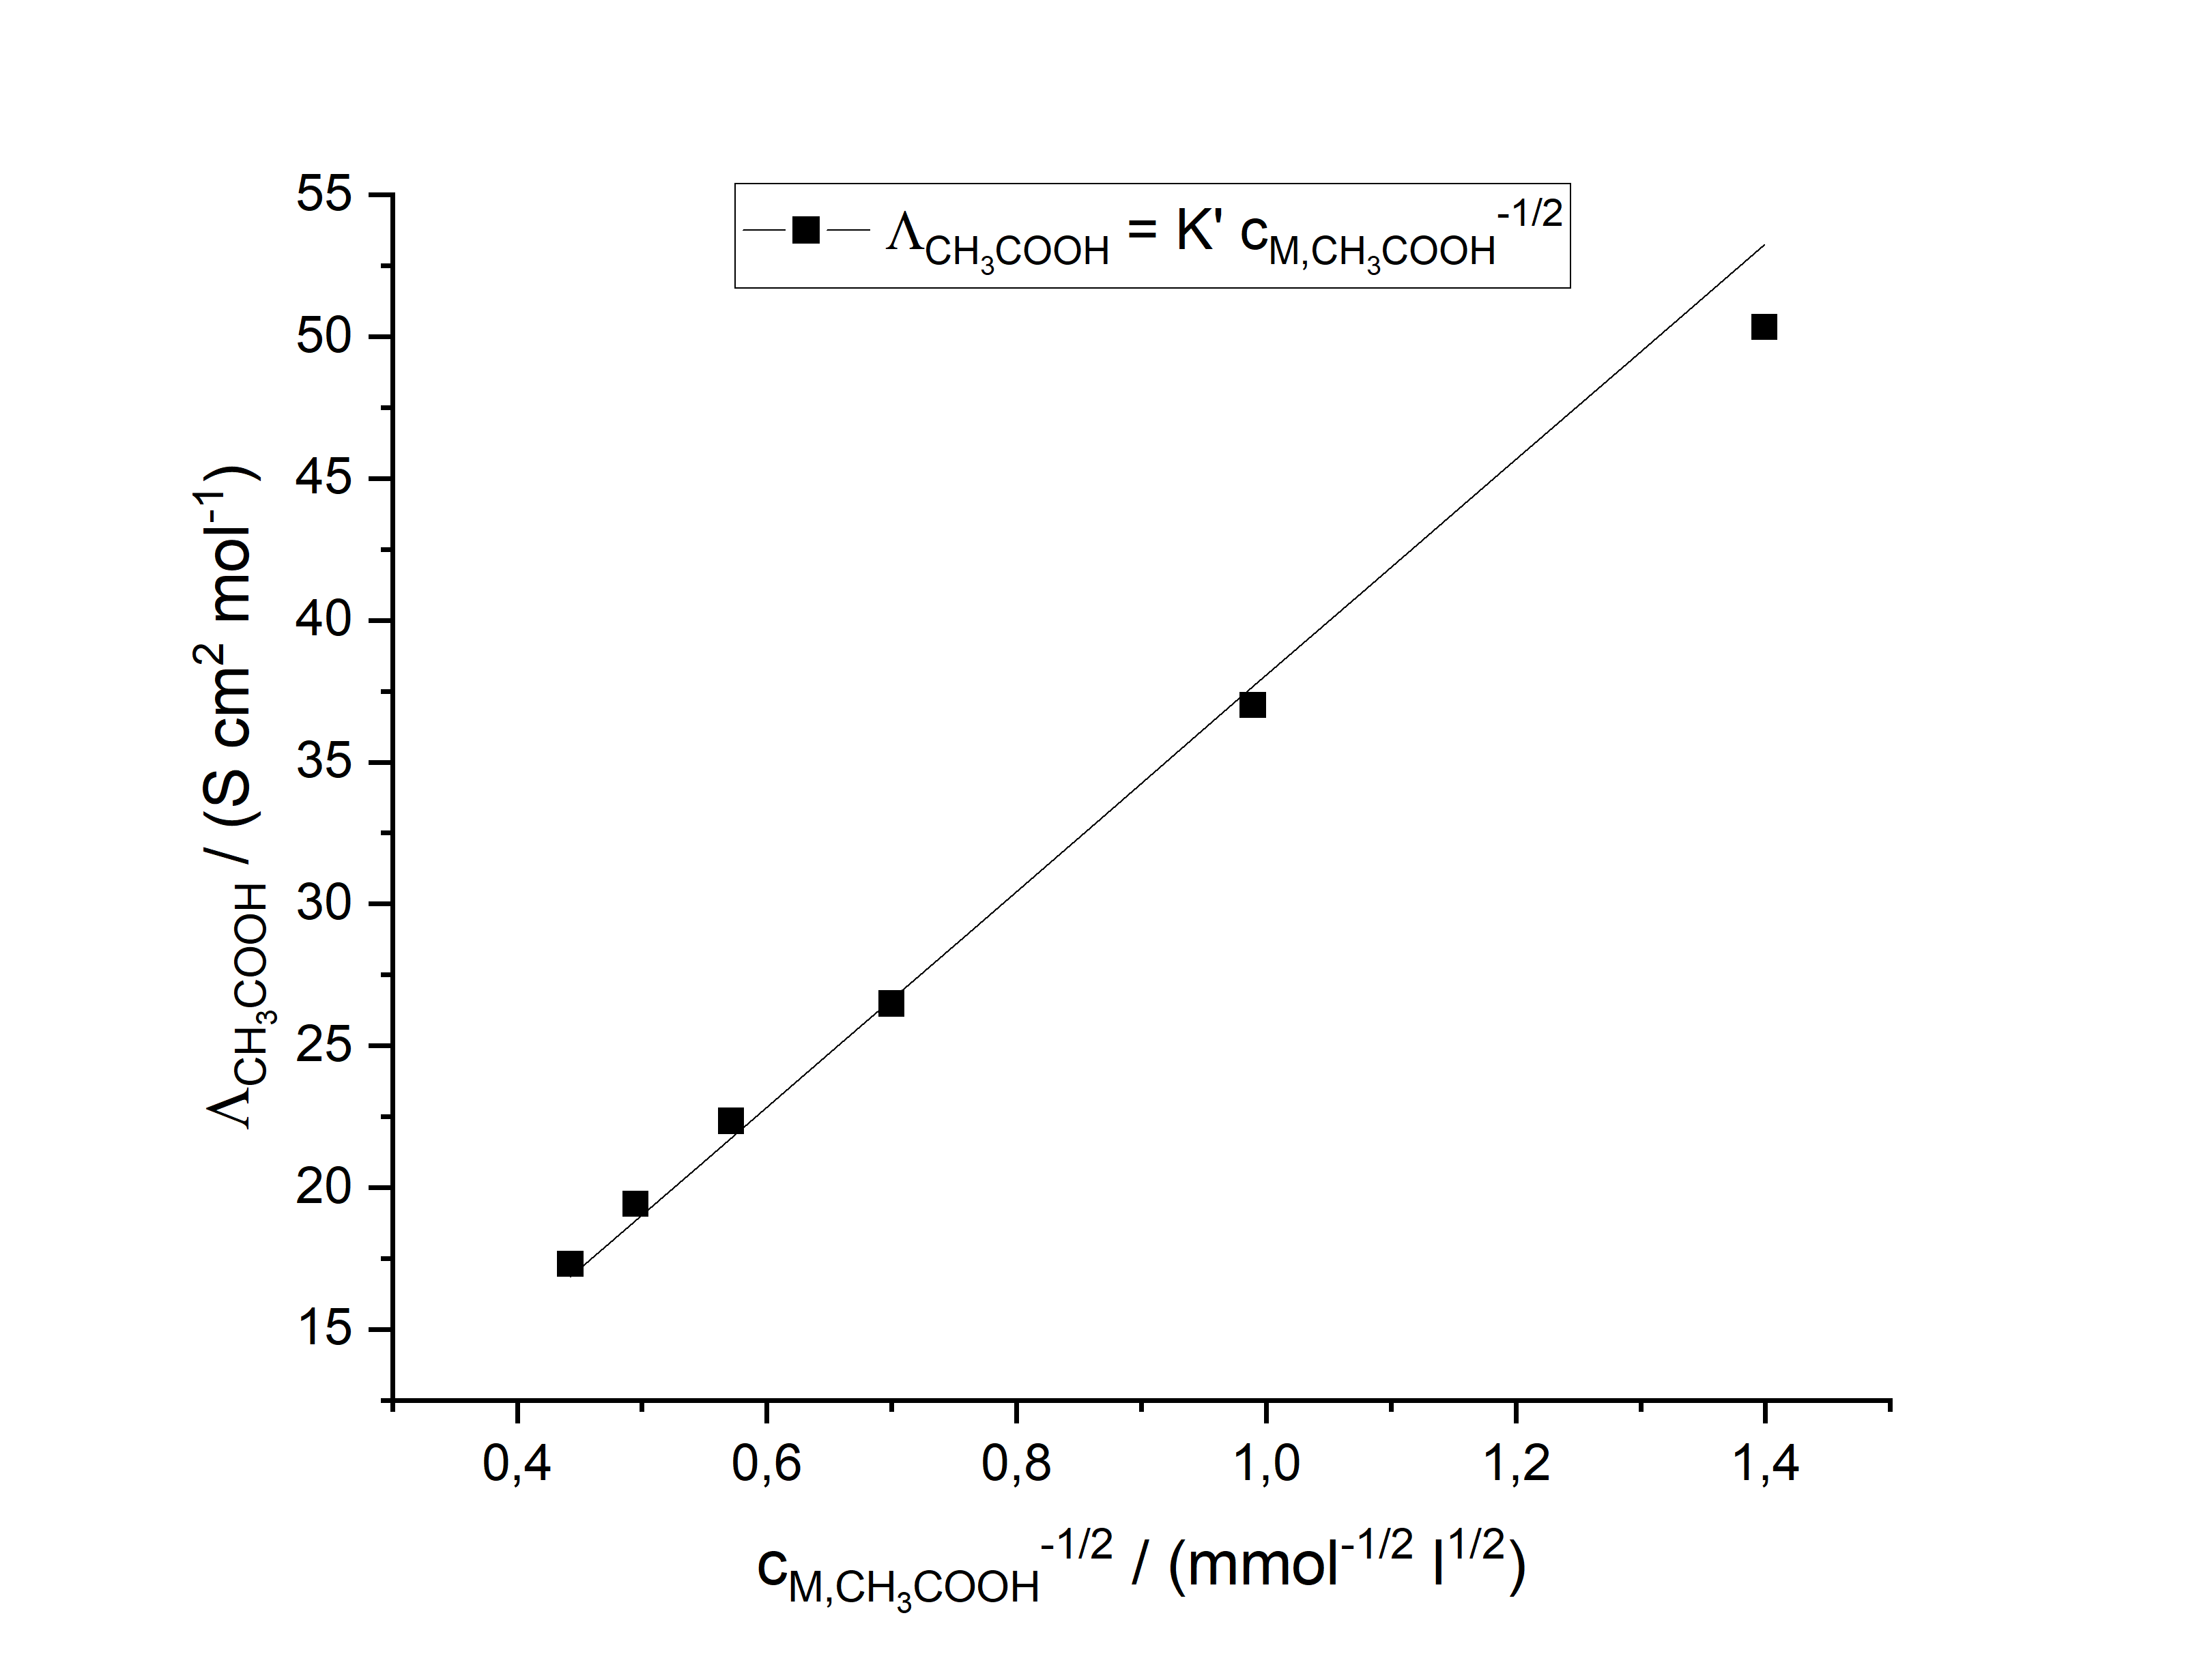 Λ_CH₃COOH = K' c_M,CH₃COOH^-1/2
55
50
45
40
35
30
25
20
15
Λ_CH₃COOH / (S cm² mol⁻¹)
0,4 0,6 0,8 1,0 1,2 1,4
c_M,CH₃COOH^-1/2 / (mmol^-1/2 l^1/2)